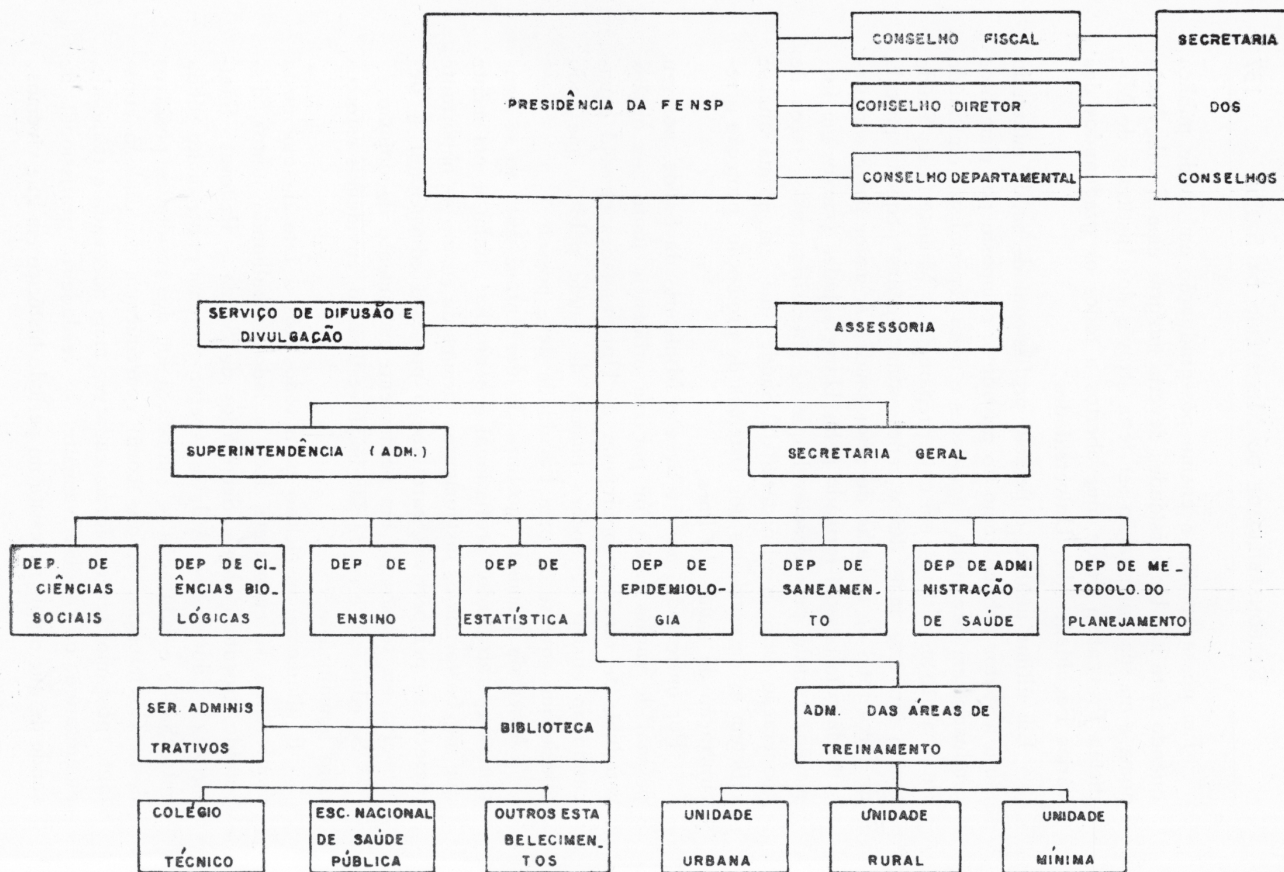 PRESIDÊNCIA DA FENSP
CONSELHO FISCAL
CONSELHO DIRETOR
CONSELHO DEPARTAMENTAL
SECRETARIA
DOS
CONSELHOS
SERVIÇO DE DIFUSÃO E
DIVULGAÇÃO
ASSESSORIA
SUPERINTENDÊNCIA (ADM.)
SECRETARIA GERAL
DEP. DE
CIÊNCIAS
SOCIAIS
DEP DE CI_
ÊNCIAS BIO_
LÓGICAS
DEP DE
ENSINO
DEP DE
ESTATÍSTICA
DEP DE
EPIDEMIOLO-
GIA
DEP DE
SANEAMEN_
TO
DEP DE ADMI
NISTRAÇÃO
DE SAÚDE
DEP DE ME_
TODOLO. DO
PLANEJAMENTO
SER. ADMINIS
TRATIVOS
BIBLIOTECA
ADM. DAS ÁREAS DE
TREINAMENTO
COLÉGIO
TÉCNICO
ESC. NACIONAL
DE SAÚDE
PÚBLICA
OUTROS ESTA
BELECIMEN_
TOS
UNIDADE
URBANA
UNIDADE
RURAL
UNIDADE
MÍNIMA